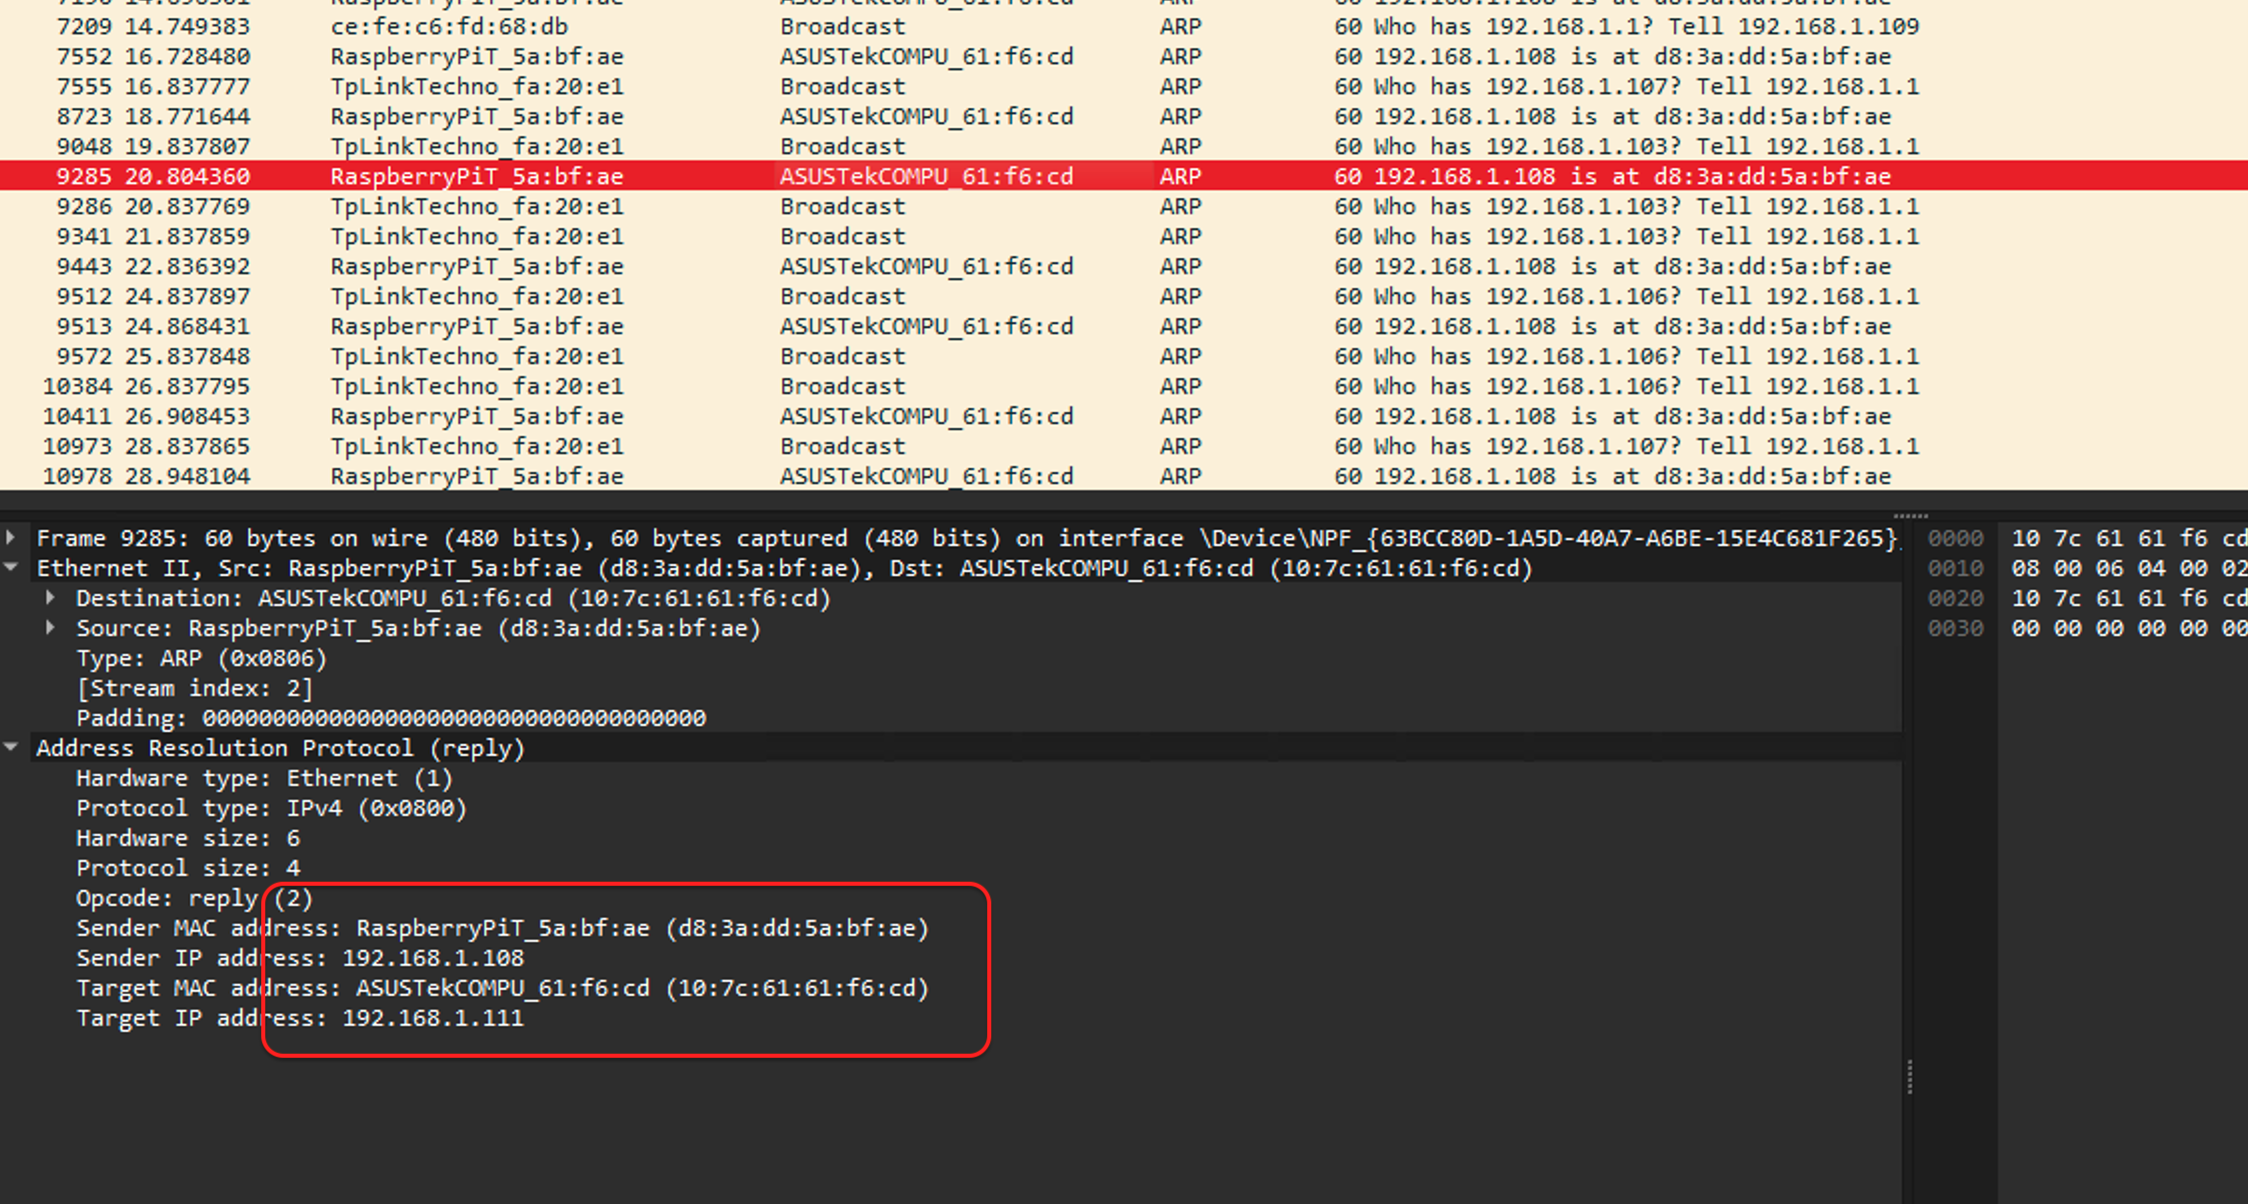 7209 14.749383 ce:fe:c6:fd:68:db Broadcast ARP 60 Who has 192.168.1.1? Tell 192.168.1.109
7552 16.728480 RaspberryPiT_5a:bf:ae ASUSTekCOMPU_61:f6:cd ARP 60 192.168.1.108 is at d8:3a:dd:5a:bf:ae
7555 16.837777 TpLinkTechno_fa:20:e1 Broadcast ARP 60 Who has 192.168.1.107? Tell 192.168.1.1
8723 18.771644 RaspberryPiT_5a:bf:ae ASUSTekCOMPU_61:f6:cd ARP 60 192.168.1.108 is at d8:3a:dd:5a:bf:ae
9048 19.837807 TpLinkTechno_fa:20:e1 Broadcast ARP 60 Who has 192.168.1.103? Tell 192.168.1.1
9285 20.804360 RaspberryPiT_5a:bf:ae ASUSTekCOMPU_61:f6:cd ARP 60 192.168.1.108 is at d8:3a:dd:5a:bf:ae
9286 20.837769 TpLinkTechno_fa:20:e1 Broadcast ARP 60 Who has 192.168.1.103? Tell 192.168.1.1
9341 21.837859 TpLinkTechno_fa:20:e1 Broadcast ARP 60 Who has 192.168.1.103? Tell 192.168.1.1
9443 22.836392 RaspberryPiT_5a:bf:ae ASUSTekCOMPU_61:f6:cd ARP 60 192.168.1.108 is at d8:3a:dd:5a:bf:ae
9512 24.837897 TpLinkTechno_fa:20:e1 Broadcast ARP 60 Who has 192.168.1.106? Tell 192.168.1.1
9513 24.868431 RaspberryPiT_5a:bf:ae ASUSTekCOMPU_61:f6:cd ARP 60 192.168.1.108 is at d8:3a:dd:5a:bf:ae
9572 25.837848 TpLinkTechno_fa:20:e1 Broadcast ARP 60 Who has 192.168.1.106? Tell 192.168.1.1
10384 26.837795 TpLinkTechno_fa:20:e1 Broadcast ARP 60 Who has 192.168.1.106? Tell 192.168.1.1
10411 26.908453 RaspberryPiT_5a:bf:ae ASUSTekCOMPU_61:f6:cd ARP 60 192.168.1.108 is at d8:3a:dd:5a:bf:ae
10973 28.837865 TpLinkTechno_fa:20:e1 Broadcast ARP 60 Who has 192.168.1.107? Tell 192.168.1.1
10978 28.948104 RaspberryPiT_5a:bf:ae ASUSTekCOMPU_61:f6:cd ARP 60 192.168.1.108 is at d8:3a:dd:5a:bf:ae
Frame 9285: 60 bytes on wire (480 bits), 60 bytes captured (480 bits) on interface \Device\NPF_{63BCC80D-1A5D-40A7-A6BE-15E4C681F265},
Ethernet II, Src: RaspberryPiT_5a:bf:ae (d8:3a:dd:5a:bf:ae), Dst: ASUSTekCOMPU_61:f6:cd (10:7c:61:61:f6:cd)
Destination: ASUSTekCOMPU_61:f6:cd (10:7c:61:61:f6:cd)
Source: RaspberryPiT_5a:bf:ae (d8:3a:dd:5a:bf:ae)
Type: ARP (0x0806)
[Stream index: 2]
Padding: 000000000000000000000000000000000000
Address Resolution Protocol (reply)
Hardware type: Ethernet (1)
Protocol type: IPv4 (0x0800)
Hardware size: 6
Protocol size: 4
Opcode: reply (2)
Sender MAC address: RaspberryPiT_5a:bf:ae (d8:3a:dd:5a:bf:ae)
Sender IP address: 192.168.1.108
Target MAC address: ASUSTekCOMPU_61:f6:cd (10:7c:61:61:f6:cd)
Target IP address: 192.168.1.111
0000 10 7c 61 61 f6 cd
0010 08 00 06 04 00 02
0020 10 7c 61 61 f6 cd
0030 00 00 00 00 00 00